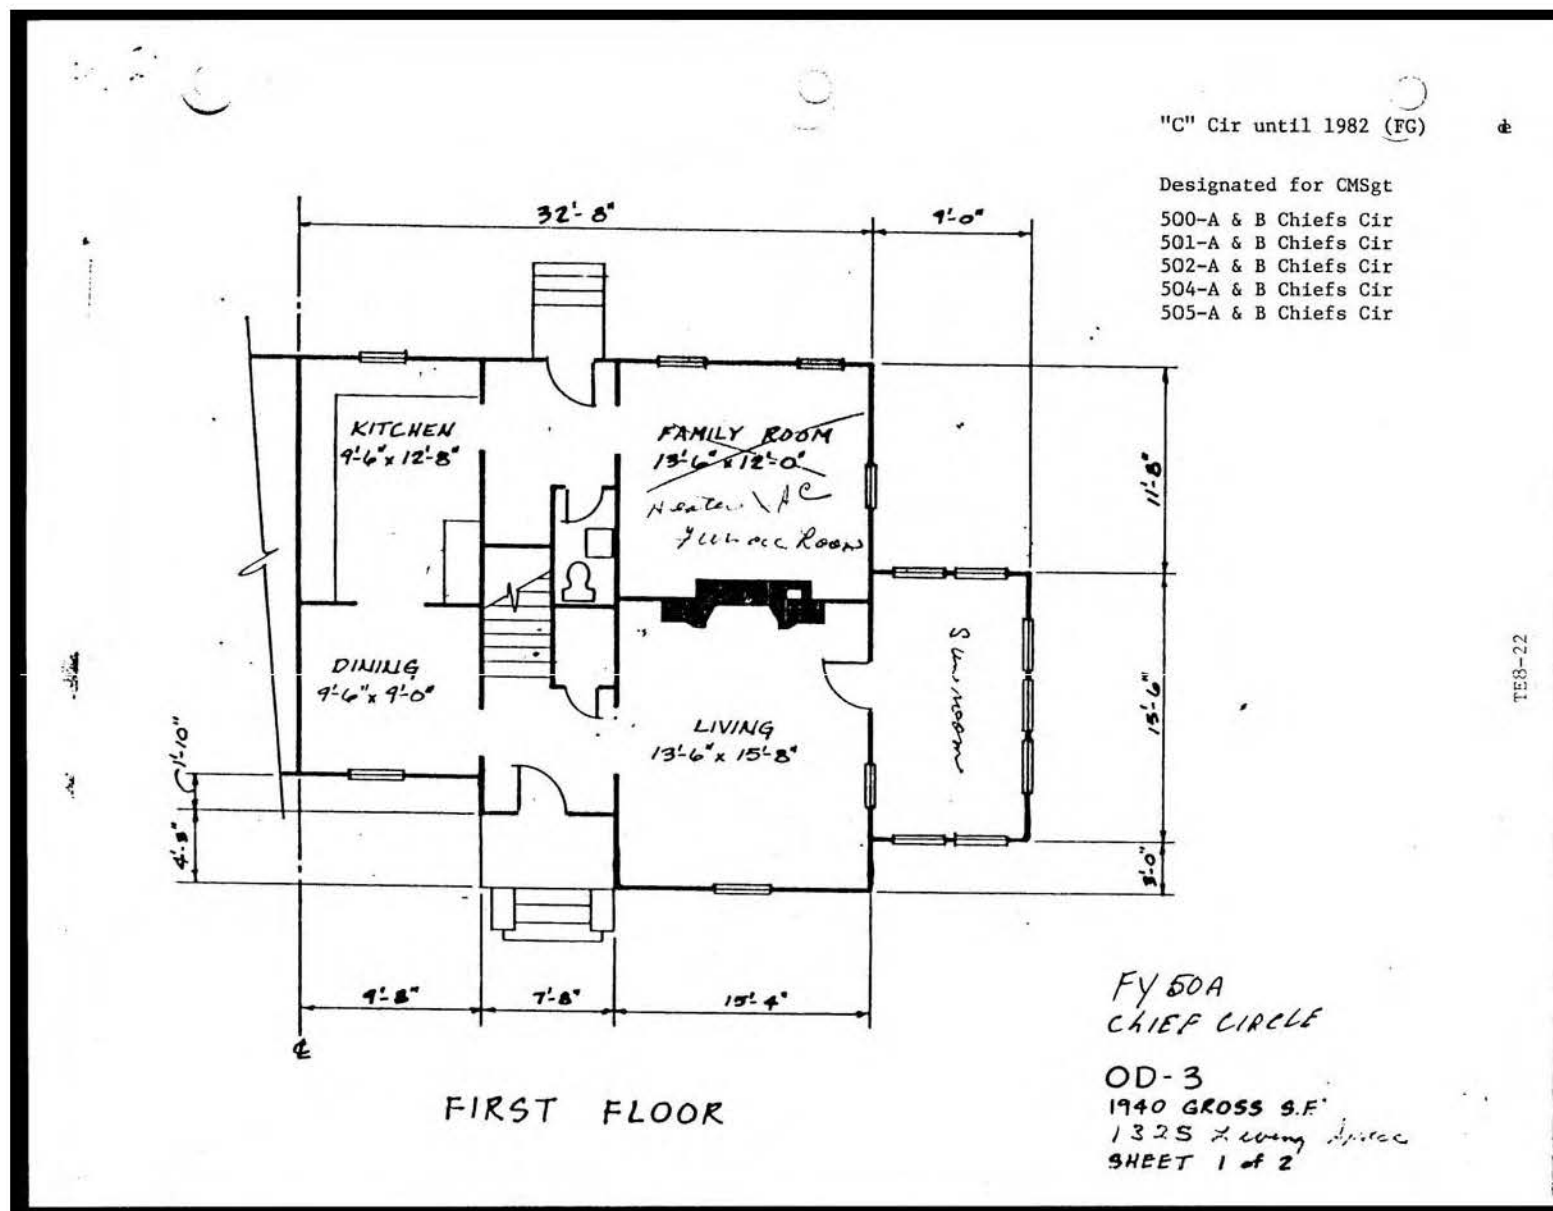 "C" Cir until 1982 (FG)
Designated for CMSgt
500-A & B Chiefs Cir
501-A & B Chiefs Cir
502-A & B Chiefs Cir
504-A & B Chiefs Cir
505-A & B Chiefs Cir
32'-8"
9'-0"
KITCHEN
9'-6" x 12'-8"
FAMILY ROOM
13'-6" x 12'-0"
AC
Room
11'-8"
DINING
9'-6" x 9'-0"
LIVING
13'-6" x 15'-8"
Sun room
15'-6"
3'-0"
1'-10"
4'-3"
TE8-22
9'-8"
7'-8"
15'-4"
FIRST FLOOR
FY 50A
CHIEF CIRCLE
OD-3
1940 GROSS S.F.
1325 Living Space
SHEET 1 of 2